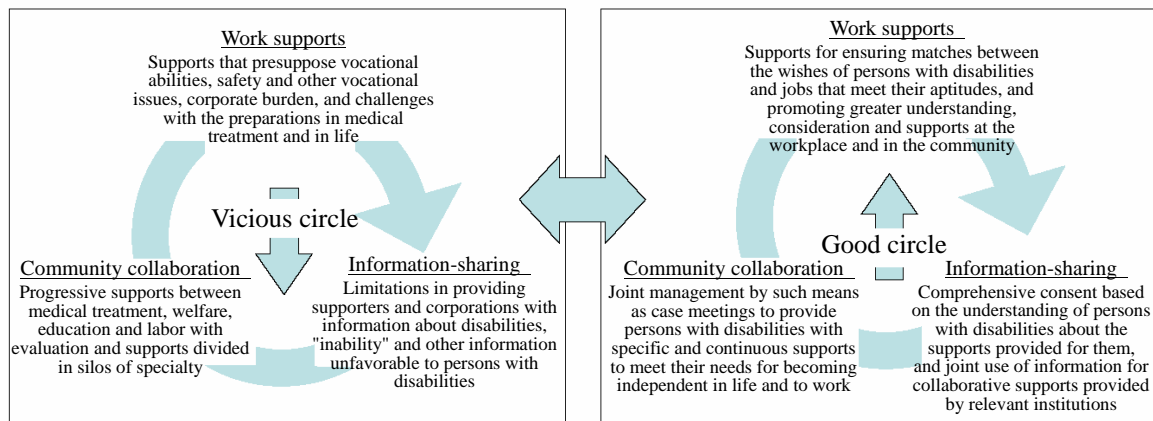 Work supports
Supports that presuppose vocational
abilities, safety and other vocational
issues, corporate burden, and challenges
with the preparations in medical
treatment and in life
Vicious circle
Community collaboration
Progressive supports between
medical treatment, welfare,
education and labor with
evaluation and supports divided
in silos of specialty
Information-sharing
Limitations in providing
supporters and corporations with
information about disabilities,
"inability" and other information
unfavorable to persons with
disabilities
Work supports
Supports for ensuring matches between
the wishes of persons with disabilities
and jobs that meet their aptitudes, and
promoting greater understanding,
consideration and supports at the
workplace and in the community
Good circle
Community collaboration
Joint management by such means
as case meetings to provide
persons with disabilities with
specific and continuous supports
to meet their needs for becoming
independent in life and to work
Information-sharing
Comprehensive consent based
on the understanding of persons
with disabilities about the
supports provided for them,
and joint use of information for
collaborative supports provided
by relevant institutions